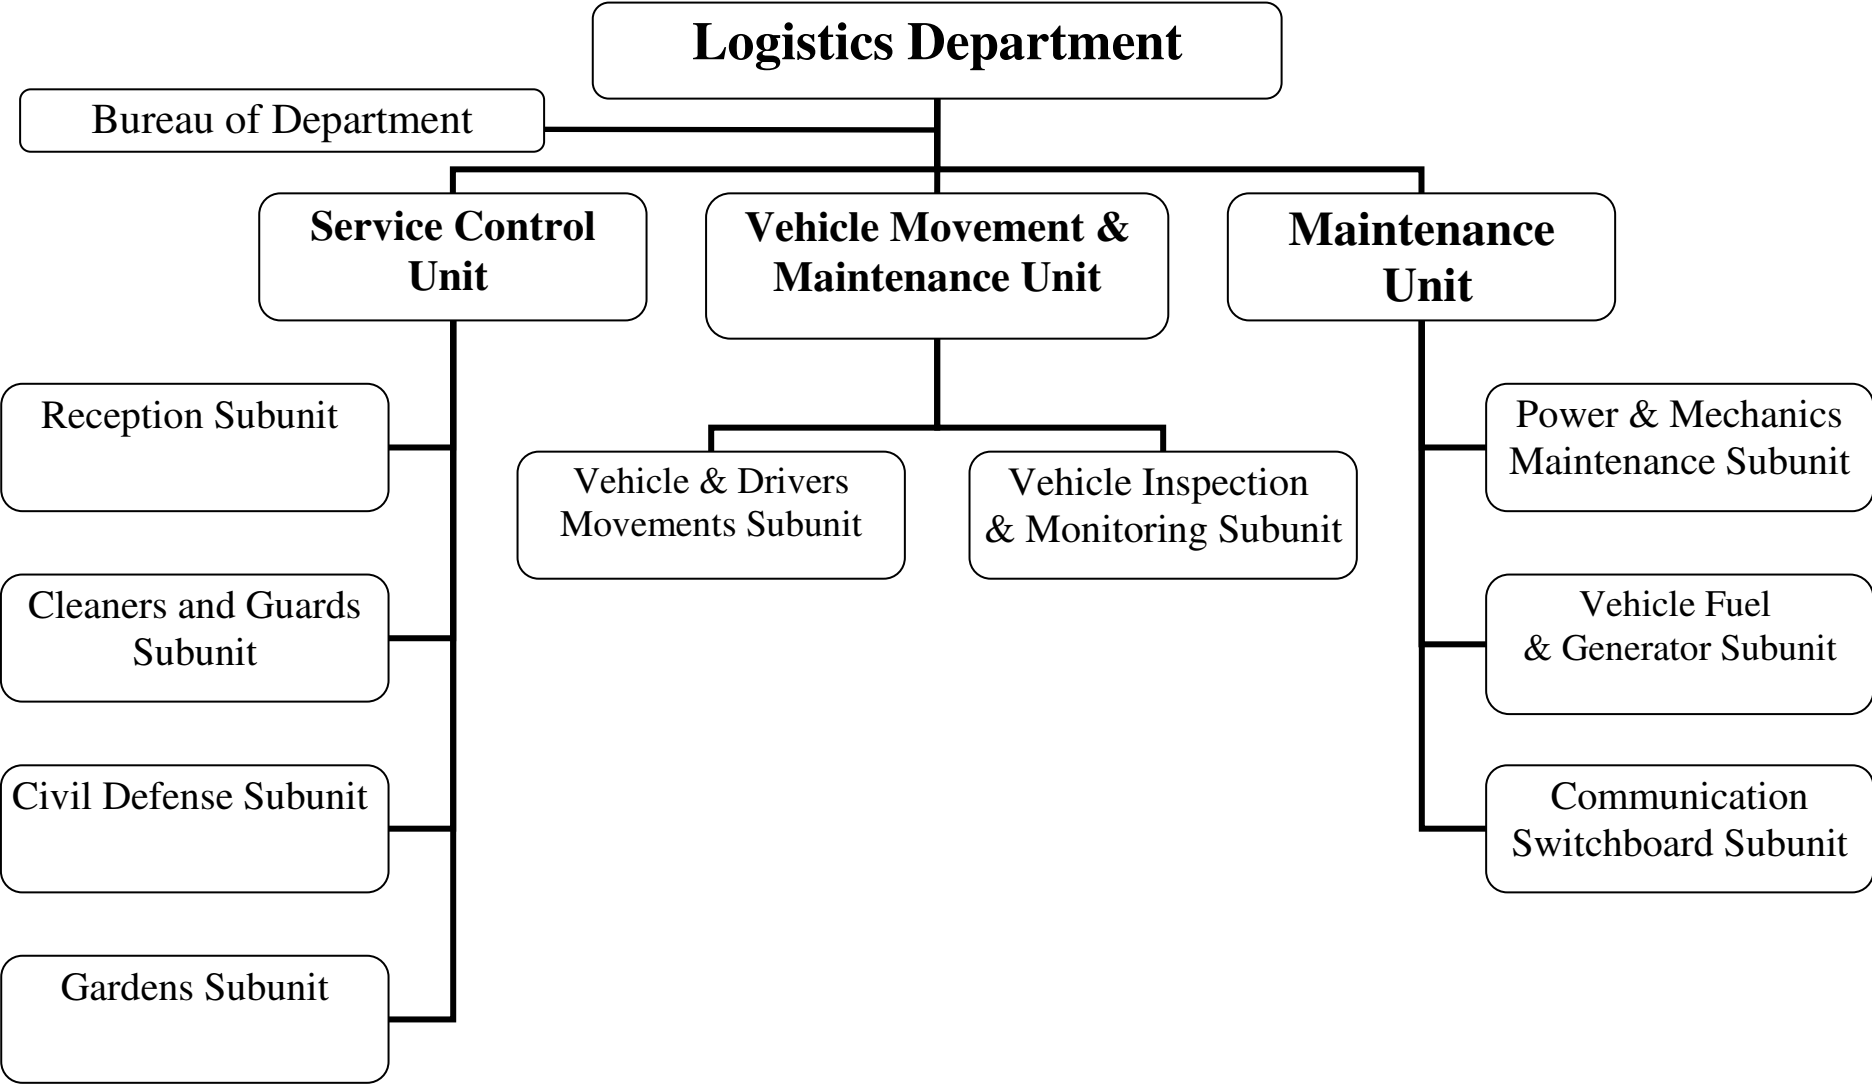 Logistics Department
Bureau of Department
Service Control
Unit
Vehicle Movement &
Maintenance Unit
Maintenance
Unit
Reception Subunit
Cleaners and Guards
Subunit
Civil Defense Subunit
Gardens Subunit
Vehicle & Drivers
Movements Subunit
Vehicle Inspection
& Monitoring Subunit
Power & Mechanics
Maintenance Subunit
Vehicle Fuel
& Generator Subunit
Communication
Switchboard Subunit